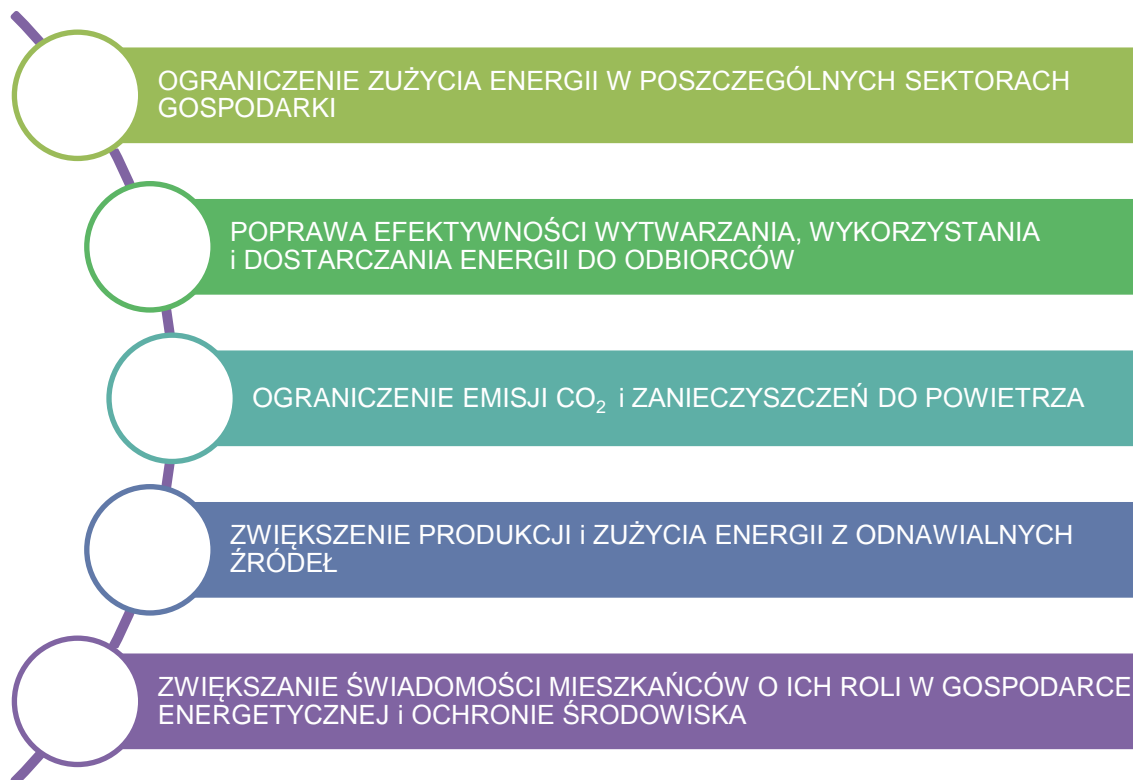 OGRANICZENIE ZUŻYCIA ENERGII W POSZCZEGÓLNYCH SEKTORACH
GOSPODARKI
POPRAWA EFEKTYWNOŚCI WYTWARZANIA, WYKORZYSTANIA
i DOSTARCZANIA ENERGII DO ODBIORCÓW
OGRANICZENIE EMISJI CO₂ i ZANIECZYSZCZEŃ DO POWIETRZA
ZWIĘKSZENIE PRODUKCJI i ZUŻYCIA ENERGII Z ODNAWIALNYCH
ŹRÓDEŁ
ZWIĘKSZANIE ŚWIADOMOŚCI MIESZKAŃCÓW O ICH ROLI W GOSPODARCE
ENERGETYCZNEJ i OCHRONIE ŚRODOWISKA